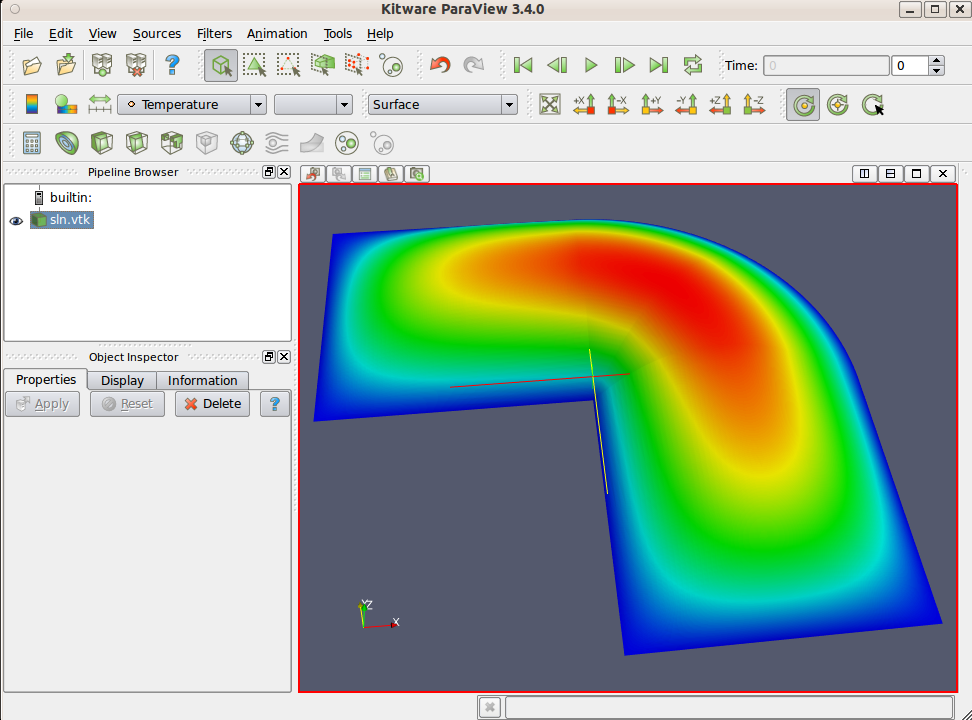 Kitware ParaView 3.4.0
File Edit View Sources Filters Animation Tools Help
? Time: 0 0
Temperature Surface +X -X +Y -Y +Z -Z
Pipeline Browser
builtin:
sln.vtk
Object Inspector
Properties Display Information
Apply Reset Delete ?
YZ
X